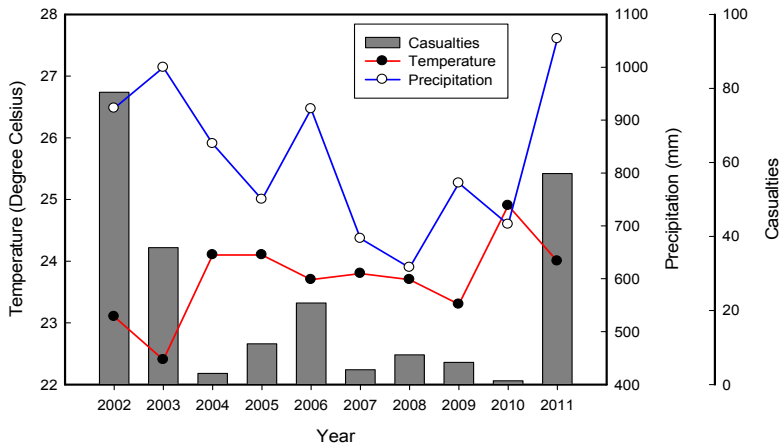 Casualties
Temperature
Precipitation
Temperature (Degree Celsius)
28
27
26
25
24
23
22
1100
1000
900
800
700
600
500
400
Precipitation (mm)
100
80
60
40
20
0
Casualties
2002 2003 2004 2005 2006 2007 2008 2009 2010 2011
Year